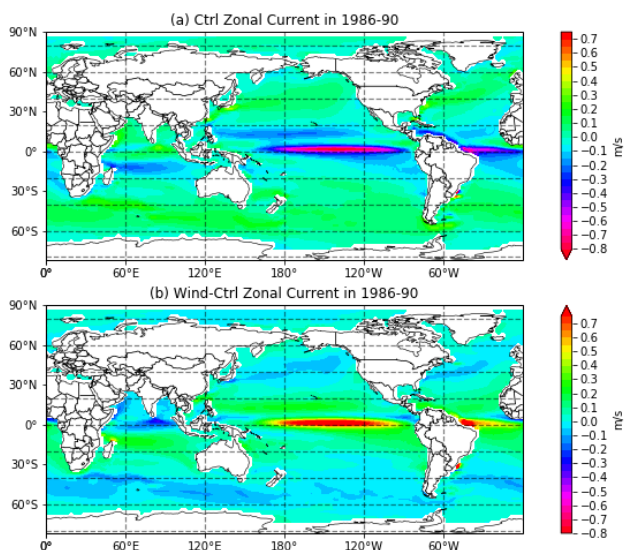 (a) Ctrl Zonal Current in 1986-90
90°N
60°N
30°N
0°
30°S
60°S
0° 60°E 120°E 180° 120°W 60°W
0.7
0.6
0.5
0.4
0.3
0.2
0.1
0.0
−0.1
−0.2
−0.3
−0.4
−0.5
−0.6
−0.7
−0.8
m/s
(b) Wind-Ctrl Zonal Current in 1986-90
90°N
60°N
30°N
0°
30°S
60°S
0° 60°E 120°E 180° 120°W 60°W
0.7
0.6
0.5
0.4
0.3
0.2
0.1
0.0
−0.1
−0.2
−0.3
−0.4
−0.5
−0.6
−0.7
−0.8
m/s